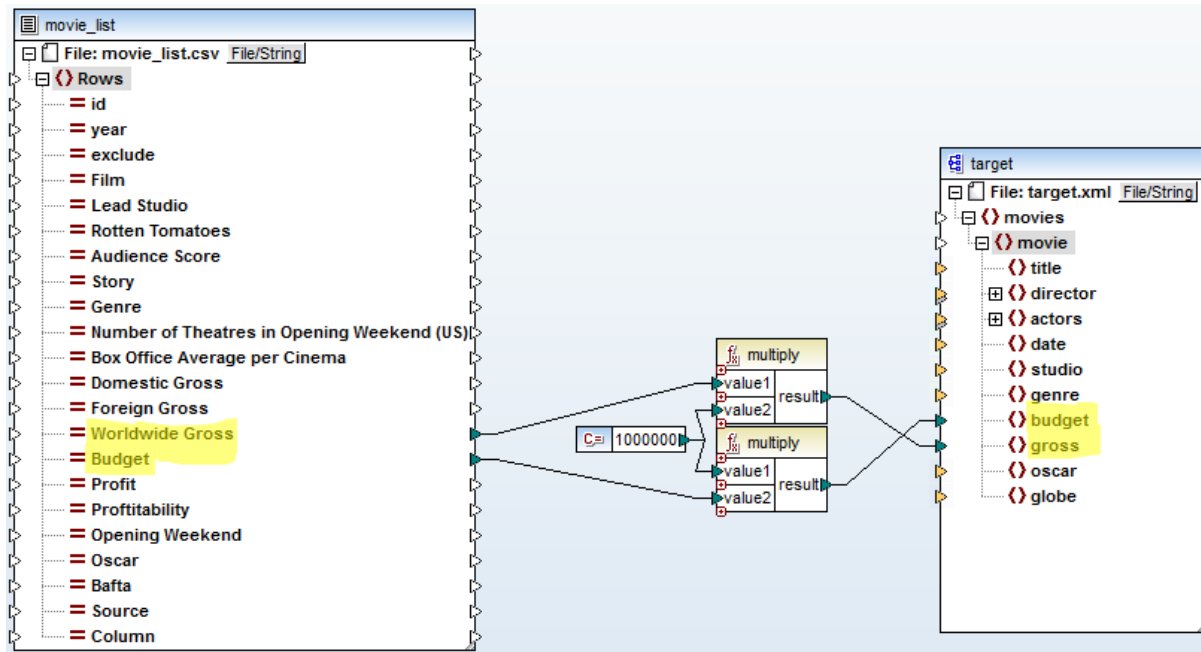 movie_list
File: movie_list.csv File/String
Rows
id
year
exclude
Film
Lead Studio
Rotten Tomatoes
Audience Score
Story
Genre
Number of Theatres in Opening Weekend (US)
Box Office Average per Cinema
Domestic Gross
Foreign Gross
Worldwide Gross
Budget
Profit
Proftitability
Opening Weekend
Oscar
Bafta
Source
Column
C= 1000000
multiply
value1
value2
result
multiply
value1
value2
result
target
File: target.xml File/String
movies
movie
title
director
actors
date
studio
genre
budget
gross
oscar
globe